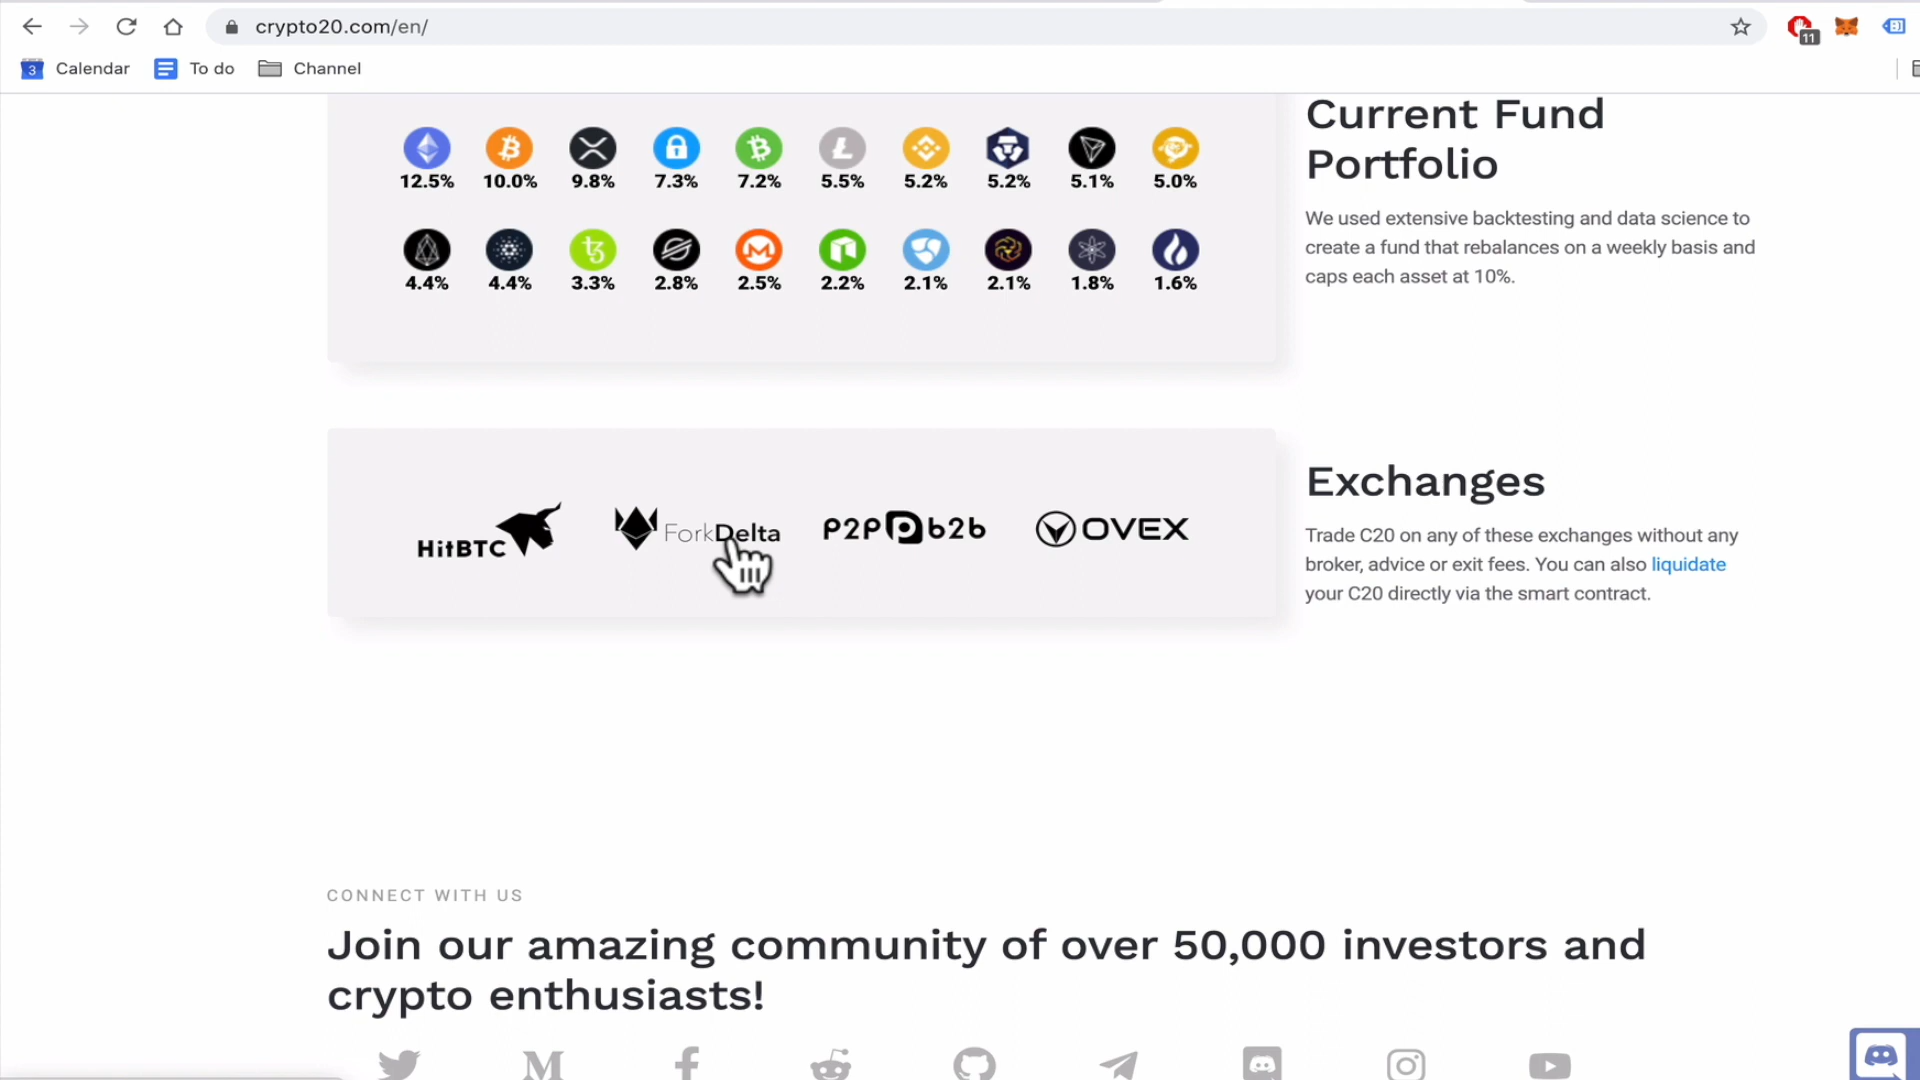 crypto20.com/en/
11
3 Calendar To do Channel
Current Fund
Portfolio
12.5% 10.0% 9.8% 7.3% 7.2% 5.5% 5.2% 5.2% 5.1% 5.0%
We used extensive backtesting and data science to
create a fund that rebalances on a weekly basis and
caps each asset at 10%.
4.4% 4.4% 3.3% 2.8% 2.5% 2.2% 2.1% 2.1% 1.8% 1.6%
Exchanges
HitBTC ForkDelta P2P b2b OVEX
Trade C20 on any of these exchanges without any
broker, advice or exit fees. You can also liquidate
your C20 directly via the smart contract.
CONNECT WITH US
Join our amazing community of over 50,000 investors and
crypto enthusiasts!